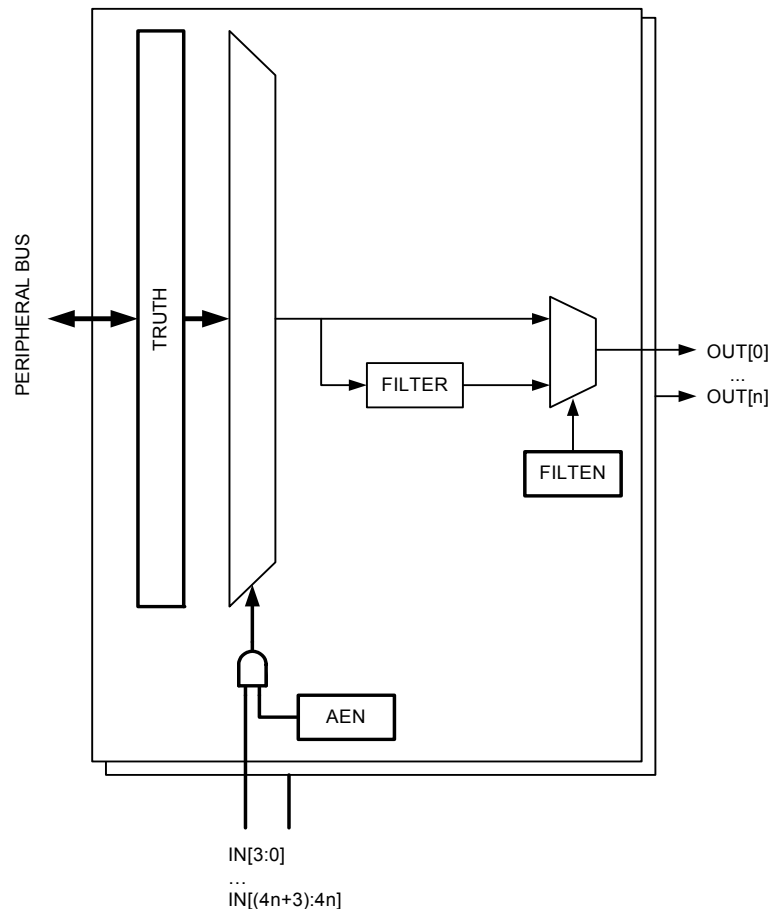 PERIPHERAL BUS
TRUTH
FILTER
FILTEN
OUT[0]
...
OUT[n]
AEN
IN[3:0]
...
IN[(4n+3):4n]